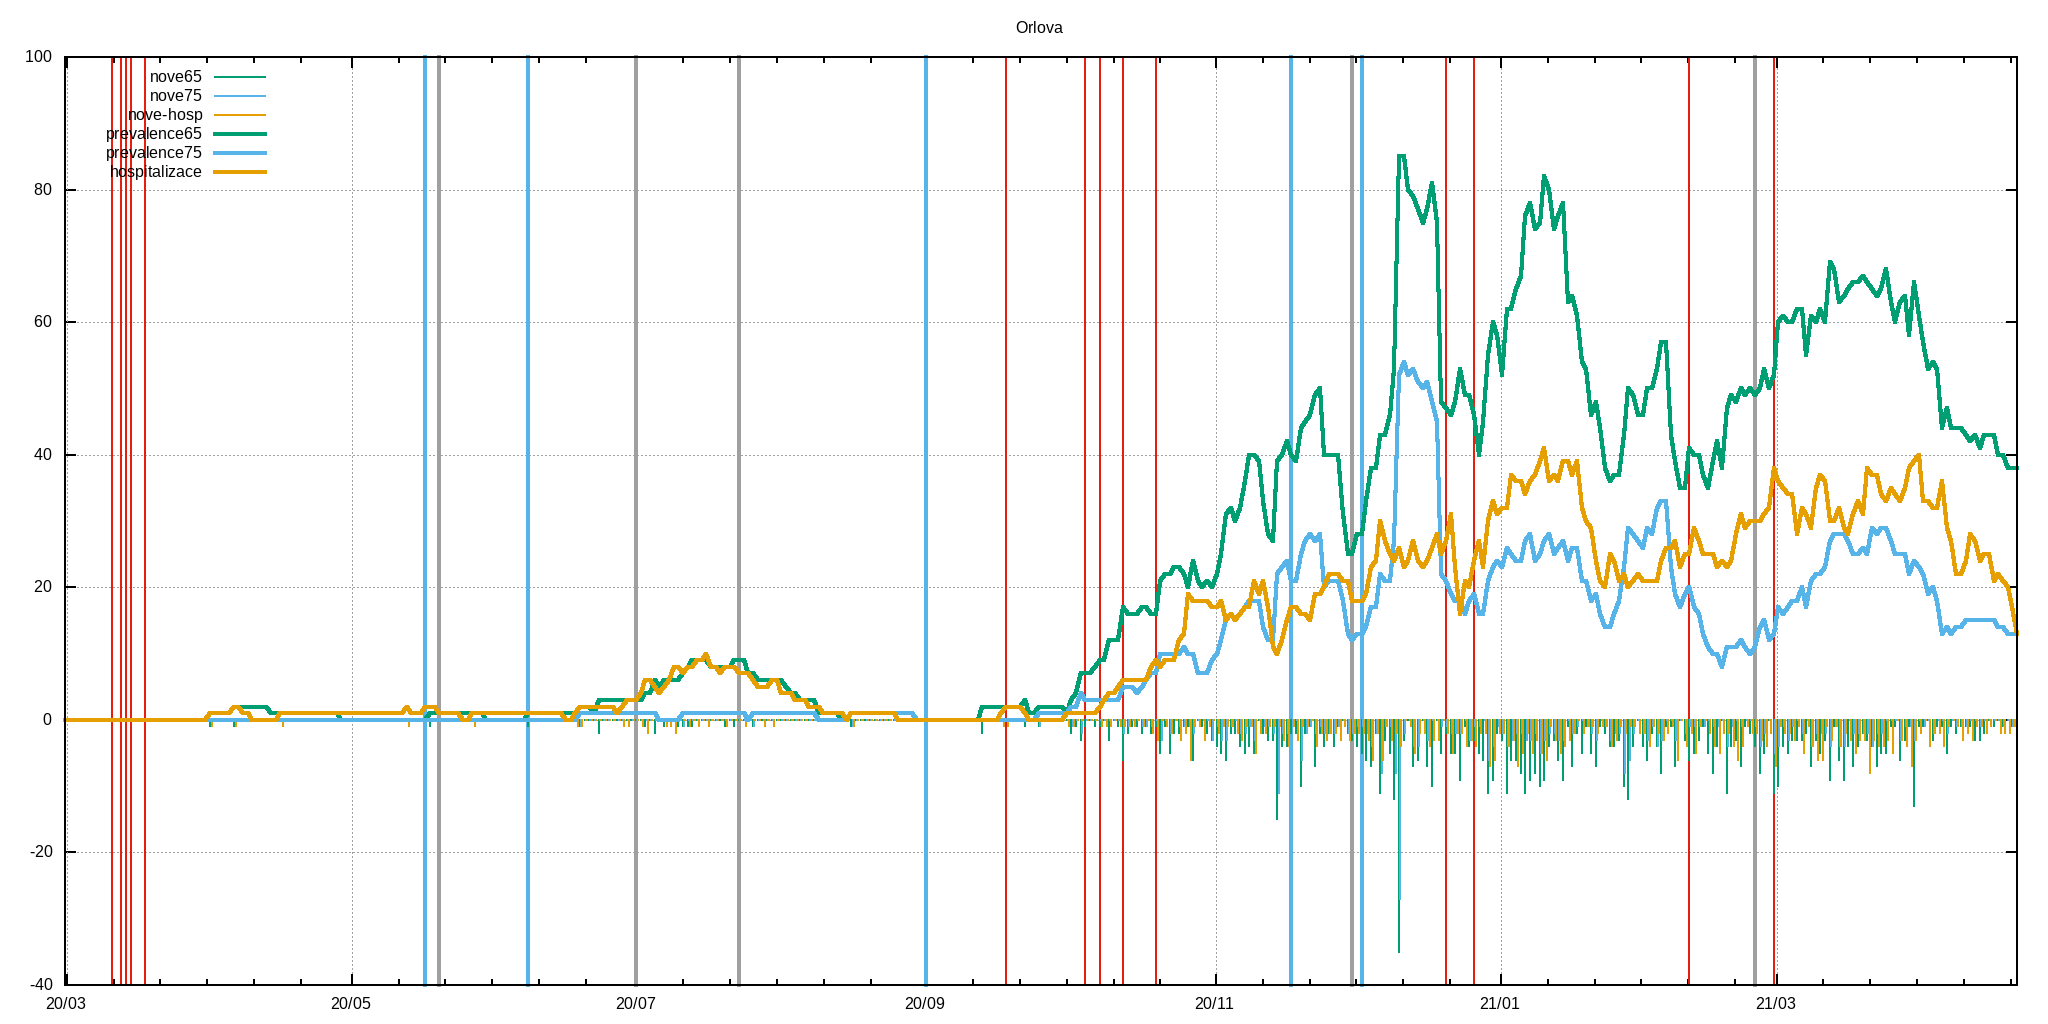 Orlova
100
nove65
nove75
nove-hosp
prevalence65
prevalence75
hospitalizace
80
60
40
20
0
-20
-40
20/03 20/05 20/07 20/09 20/11 21/01 21/03